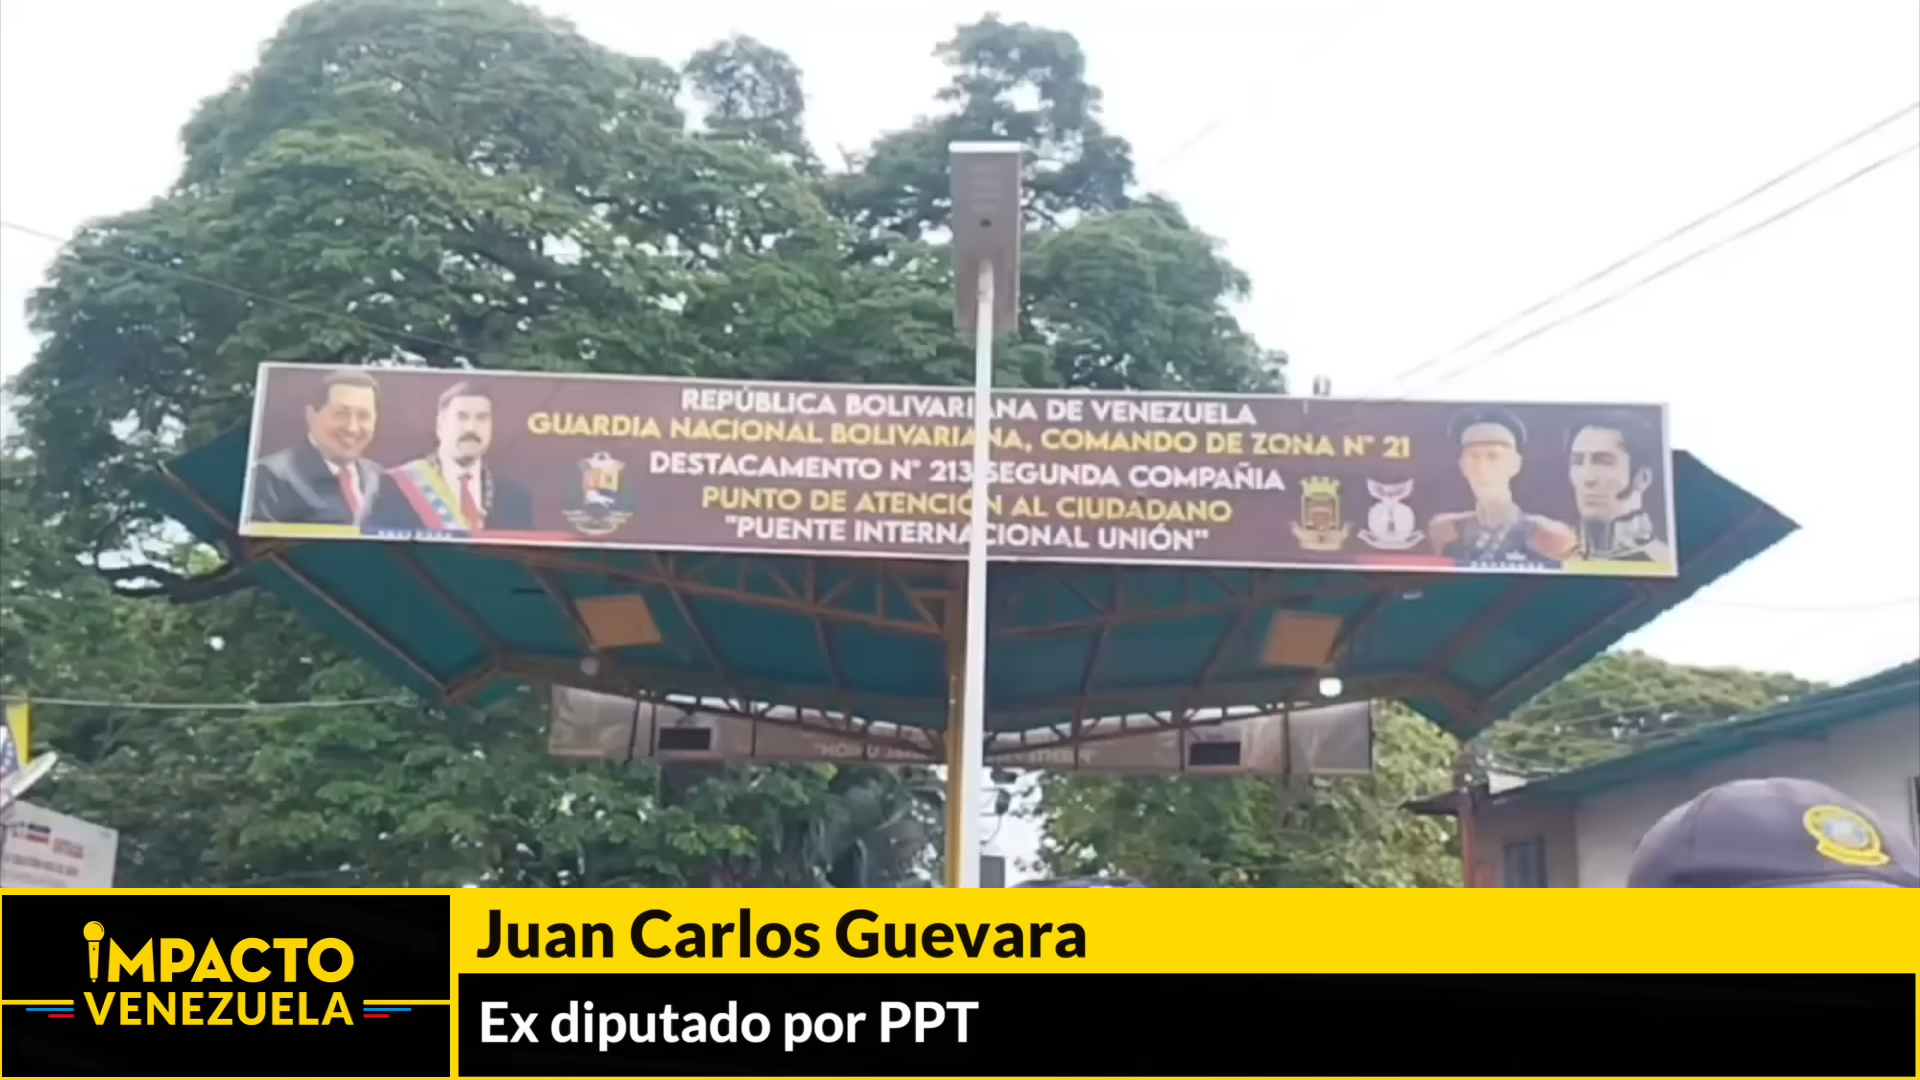 REPÚBLICA BOLIVARIANA DE VENEZUELA
GUARDIA NACIONAL BOLIVARIANA, COMANDO DE ZONA N° 21
DESTACAMENTO N° 213 SEGUNDA COMPAÑIA
PUNTO DE ATENCIÓN AL CIUDADANO
"PUENTE INTERNACIONAL UNIÓN"
IMPACTO
VENEZUELA
Juan Carlos Guevara
Ex diputado por PPT